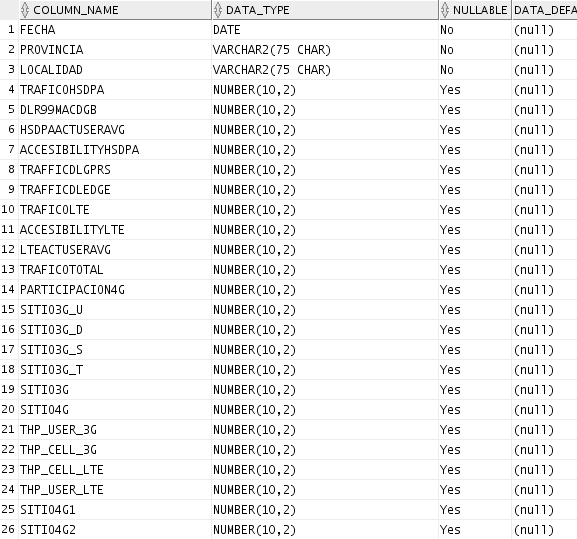 COLUMN_NAME DATA_TYPE NULLABLE DATA_DEFA
1 FECHA DATE No (null)
2 PROVINCIA VARCHAR2(75 CHAR) No (null)
3 LOCALIDAD VARCHAR2(75 CHAR) No (null)
4 TRAFICOHSDPA NUMBER(10,2) Yes (null)
5 DLR99MACDGB NUMBER(10,2) Yes (null)
6 HSDPAACTUSERAVG NUMBER(10,2) Yes (null)
7 ACCESIBILITYHSDPA NUMBER(10,2) Yes (null)
8 TRAFFICDLGPRS NUMBER(10,2) Yes (null)
9 TRAFFICDLEDGE NUMBER(10,2) Yes (null)
10 TRAFICOLTE NUMBER(10,2) Yes (null)
11 ACCESIBILITYLTE NUMBER(10,2) Yes (null)
12 LTEACTUSERAVG NUMBER(10,2) Yes (null)
13 TRAFICOTOTAL NUMBER(10,2) Yes (null)
14 PARTICIPACION4G NUMBER(10,2) Yes (null)
15 SITIO3G_U NUMBER(10,2) Yes (null)
16 SITIO3G_D NUMBER(10,2) Yes (null)
17 SITIO3G_S NUMBER(10,2) Yes (null)
18 SITIO3G_T NUMBER(10,2) Yes (null)
19 SITIO3G NUMBER(10,2) Yes (null)
20 SITIO4G NUMBER(10,2) Yes (null)
21 THP_USER_3G NUMBER(10,2) Yes (null)
22 THP_CELL_3G NUMBER(10,2) Yes (null)
23 THP_CELL_LTE NUMBER(10,2) Yes (null)
24 THP_USER_LTE NUMBER(10,2) Yes (null)
25 SITIO4G1 NUMBER(10,2) Yes (null)
26 SITIO4G2 NUMBER(10,2) Yes (null)